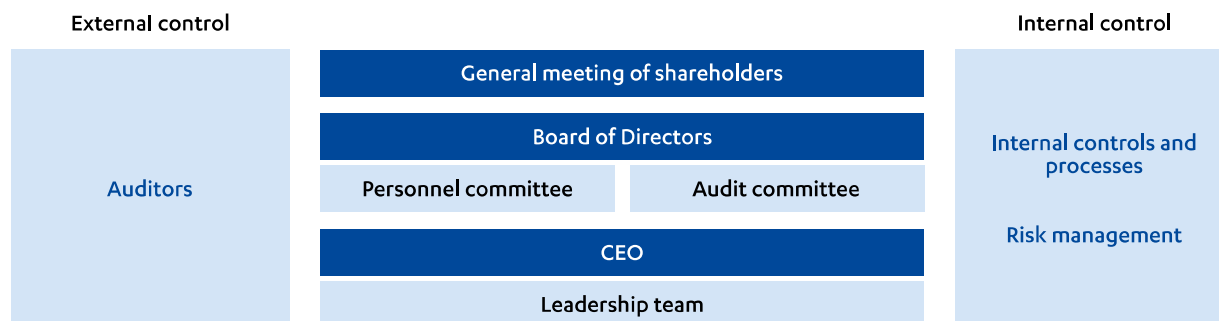 External control
Internal control
General meeting of shareholders
Board of Directors
Auditors
Personnel committee
Audit committee
Internal controls and
processes
Risk management
CEO
Leadership team